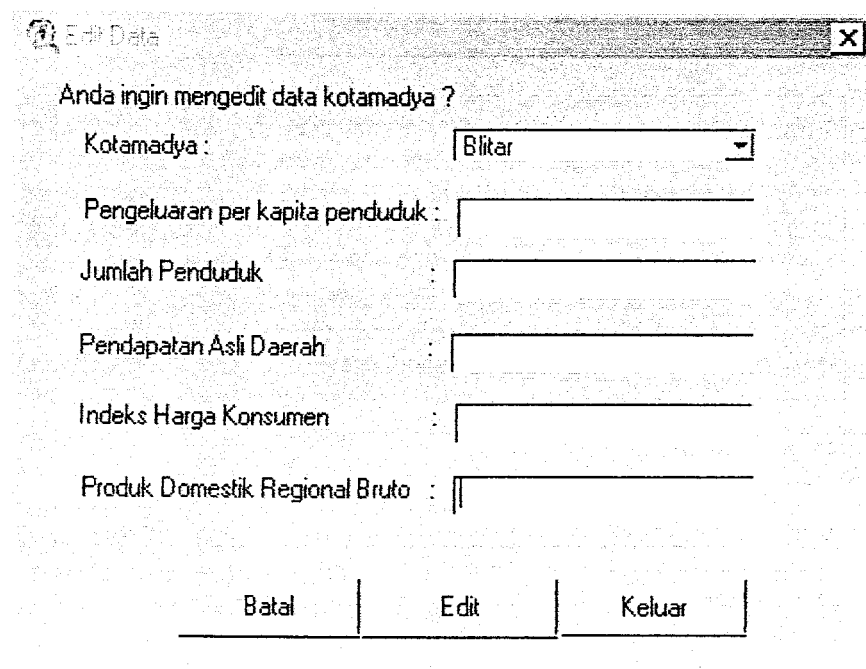 Edit Data
Anda ingin mengedit data kotamadya ?
Kotamadya : Blitar
Pengeluaran per kapita penduduk :
Jumlah Penduduk :
Pendapatan Asli Daerah :
Indeks Harga Konsumen :
Produk Domestik Regional Bruto :
Batal Edit Keluar